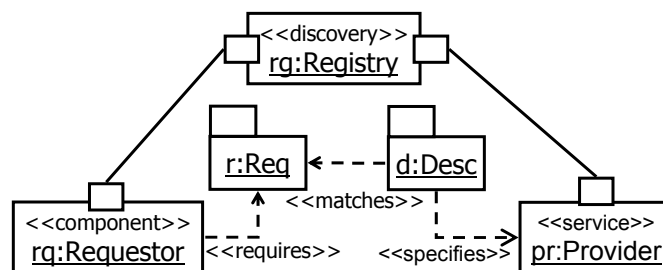 <<discovery>>
rg:Registry
r:Req
d:Desc
<<matches>>
<<component>>
rq:Requestor
<<requires>>
<<specifies>>
<<service>>
pr:Provider